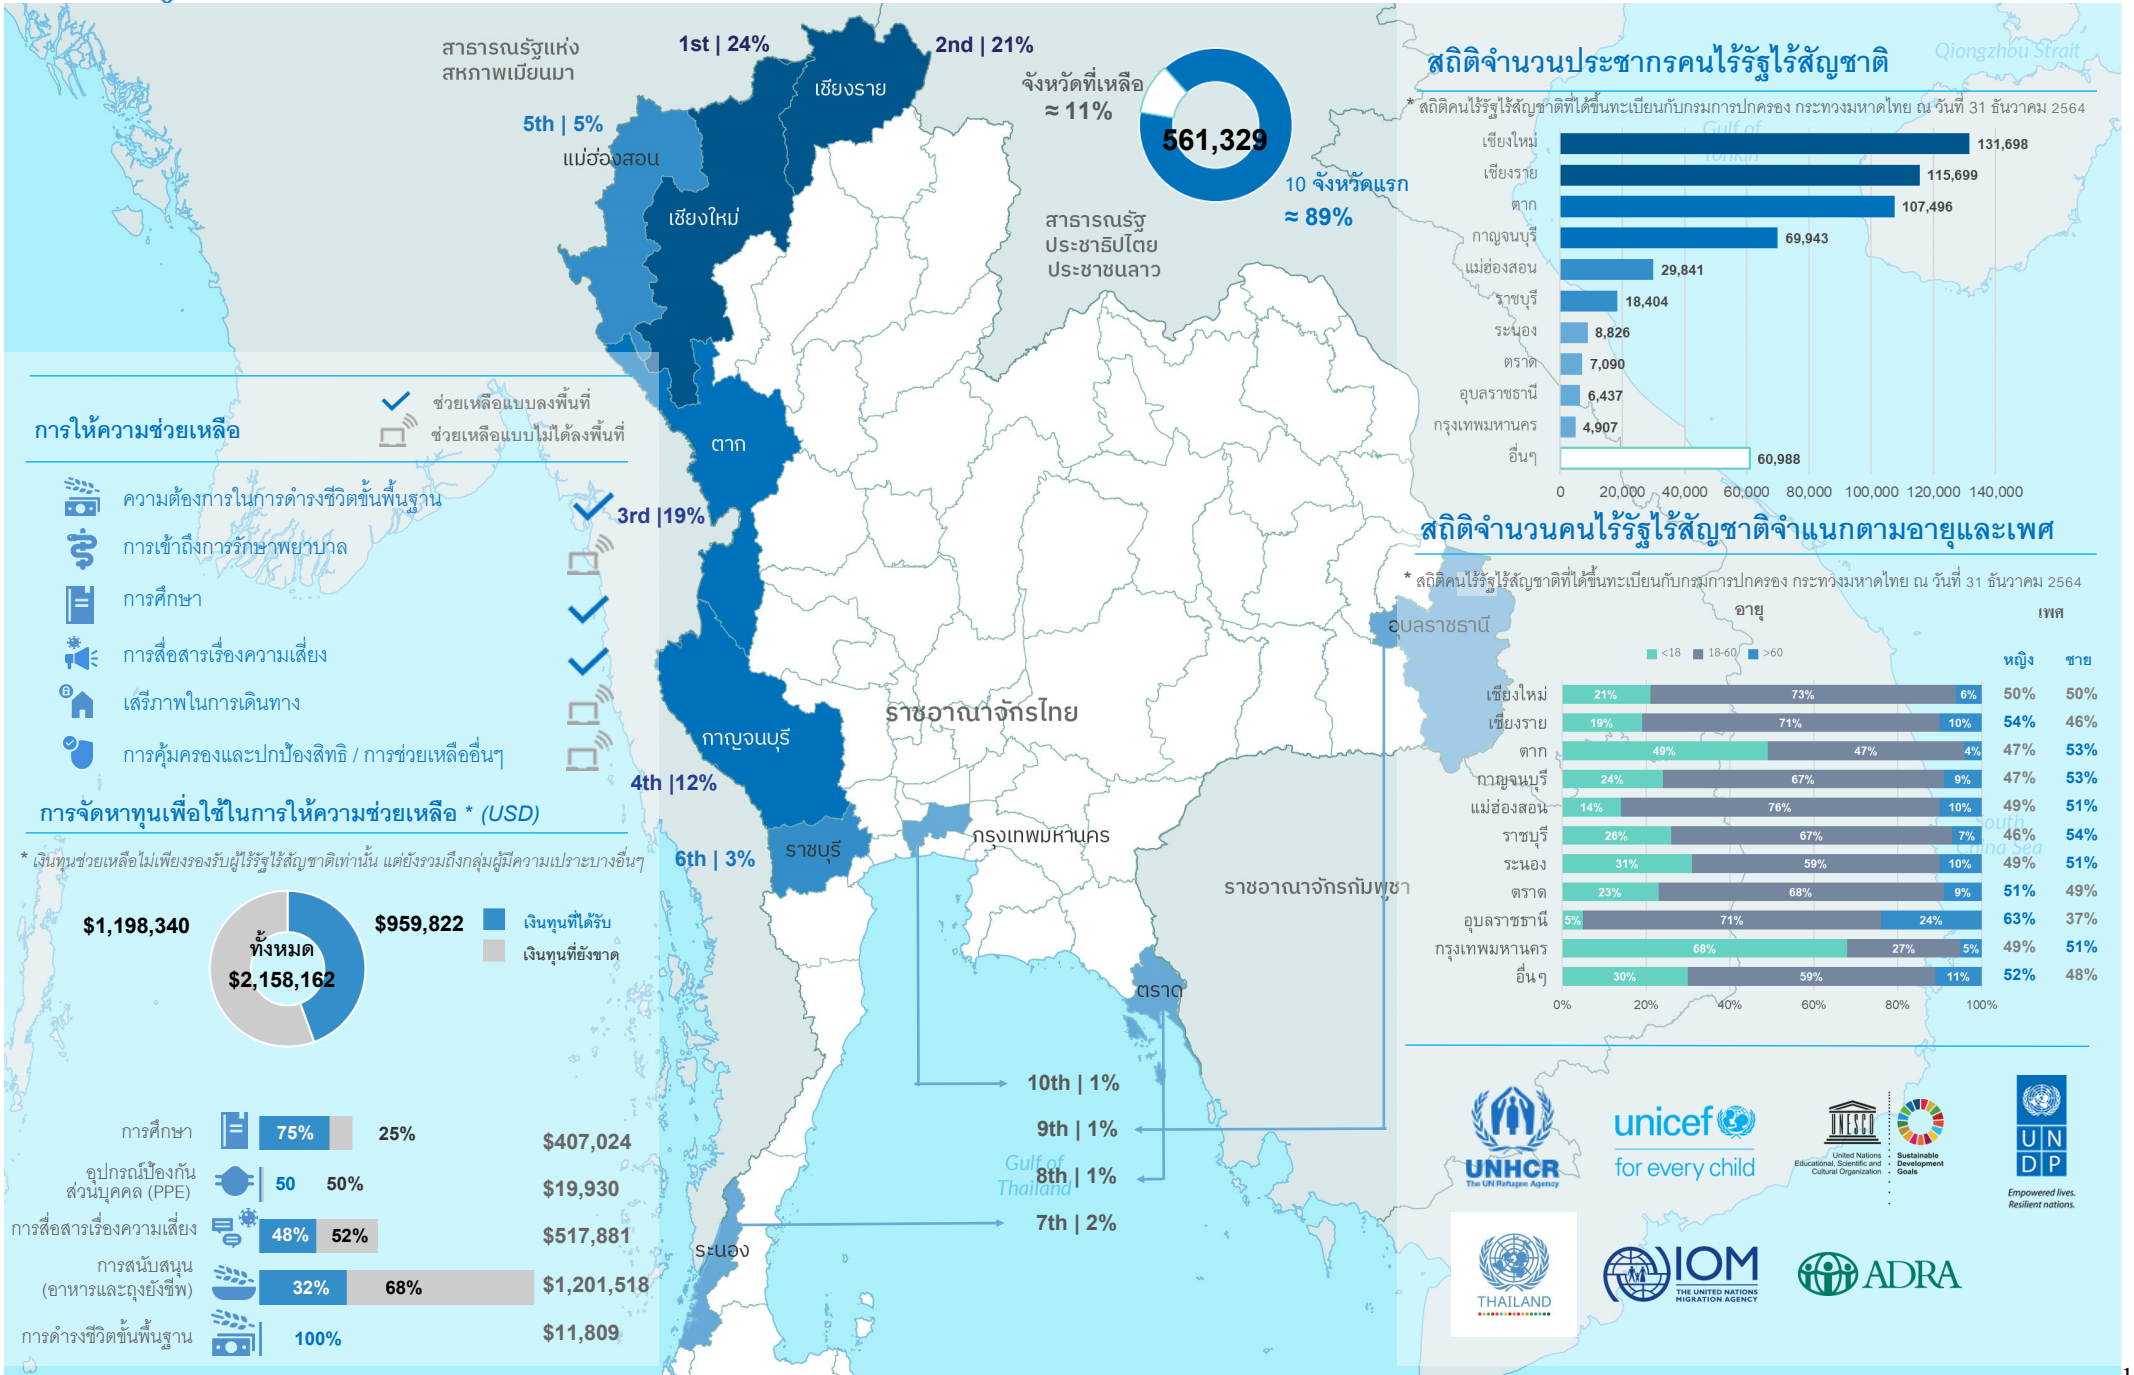 สาธารณรัฐแห่ง
สหภาพเมียนมา
1st | 24%
2nd | 21%
5th | 5%
แม่ฮ่องสอน
เชียงราย
เชียงใหม่
จังหวัดที่เหลือ
≈ 11%
561,329
10 จังหวัดแรก
≈ 89%
สาธารณรัฐ
ประชาธิปไตย
ประชาชนลาว
ตาก
3rd |19%
กาญจนบุรี
4th |12%
ราชบุรี
6th | 3%
ราชอาณาจักรไทย
กรุงเทพมหานคร
อุบลราชธานี
ราชอาณาจักรกัมพูชา
ตราด
10th | 1%
9th | 1%
8th | 1%
7th | 2%
Gulf of
Thailand
ระนอง
การให้ความช่วยเหลือ
ช่วยเหลือแบบลงพื้นที่
ช่วยเหลือแบบไม่ได้ลงพื้นที่
ความต้องการในการดำรงชีวิตขั้นพื้นฐาน
การเข้าถึงการรักษาพยาบาล
การศึกษา
การสื่อสารเรื่องความเสี่ยง
เสรีภาพในการเดินทาง
การคุ้มครองและปกป้องสิทธิ / การช่วยเหลืออื่นๆ
การจัดหาทุนเพื่อใช้ในการให้ความช่วยเหลือ * (USD)
* เงินทุนช่วยเหลือไม่เพียงรองรับผู้ไร้รัฐไร้สัญชาติเท่านั้น แต่ยังรวมถึงกลุ่มผู้มีความเปราะบางอื่นๆ
$1,198,340
ทั้งหมด
$2,158,162
$959,822
เงินทุนที่ได้รับ
เงินทุนที่ยังขาด
การศึกษา 75% 25% $407,024
อุปกรณ์ป้องกัน
ส่วนบุคคล (PPE) 50 50% $19,930
การสื่อสารเรื่องความเสี่ยง 48% 52% $517,881
การสนับสนุน
(อาหารและถุงยังชีพ) 32% 68% $1,201,518
การดำรงชีวิตขั้นพื้นฐาน 100% $11,809
Qiongzhou Strait
Gulf of
Tonkin
สถิติจำนวนประชากรคนไร้รัฐไร้สัญชาติ
* สถิติคนไร้รัฐไร้สัญชาติที่ได้ขึ้นทะเบียนกับกรมการปกครอง กระทวงมหาดไทย ณ วันที่ 31 ธันวาคม 2564
เชียงใหม่ 131,698
เชียงราย 115,699
ตาก 107,496
กาญจนบุรี 69,943
แม่ฮ่องสอน 29,841
ราชบุรี 18,404
ระนอง 8,826
ตราด 7,090
อุบลราชธานี 6,437
กรุงเทพมหานคร 4,907
อื่นๆ 60,988
0 20,000 40,000 60,000 80,000 100,000 120,000 140,000
สถิติจำนวนคนไร้รัฐไร้สัญชาติจำแนกตามอายุและเพศ
* สถิติคนไร้รัฐไร้สัญชาติที่ได้ขึ้นทะเบียนกับกรมการปกครอง กระทวงมหาดไทย ณ วันที่ 31 ธันวาคม 2564
อายุ เพศ
<18 18-60 >60 หญิง ชาย
เชียงใหม่ 21% 73% 6% 50% 50%
เชียงราย 19% 71% 10% 54% 46%
ตาก 49% 47% 4% 47% 53%
กาญจนบุรี 24% 67% 9% 47% 53%
แม่ฮ่องสอน 14% 76% 10% 49% 51%
ราชบุรี 26% 67% 7% 46% 54%
ระนอง 31% 59% 10% 49% 51%
ตราด 23% 68% 9% 51% 49%
อุบลราชธานี 5% 71% 24% 63% 37%
กรุงเทพมหานคร 68% 27% 5% 49% 51%
อื่นๆ 30% 59% 11% 52% 48%
0% 20% 40% 60% 80% 100%
South
China Sea
UNHCR
The UN Refugee Agency
unicef
for every child
UNESCO
United Nations
Educational, Scientific and
Cultural Organization
Sustainable
Development
Goals
UN
DP
Empowered lives.
Resilient nations.
THAILAND
IOM
THE UNITED NATIONS
MIGRATION AGENCY
ADRA
1